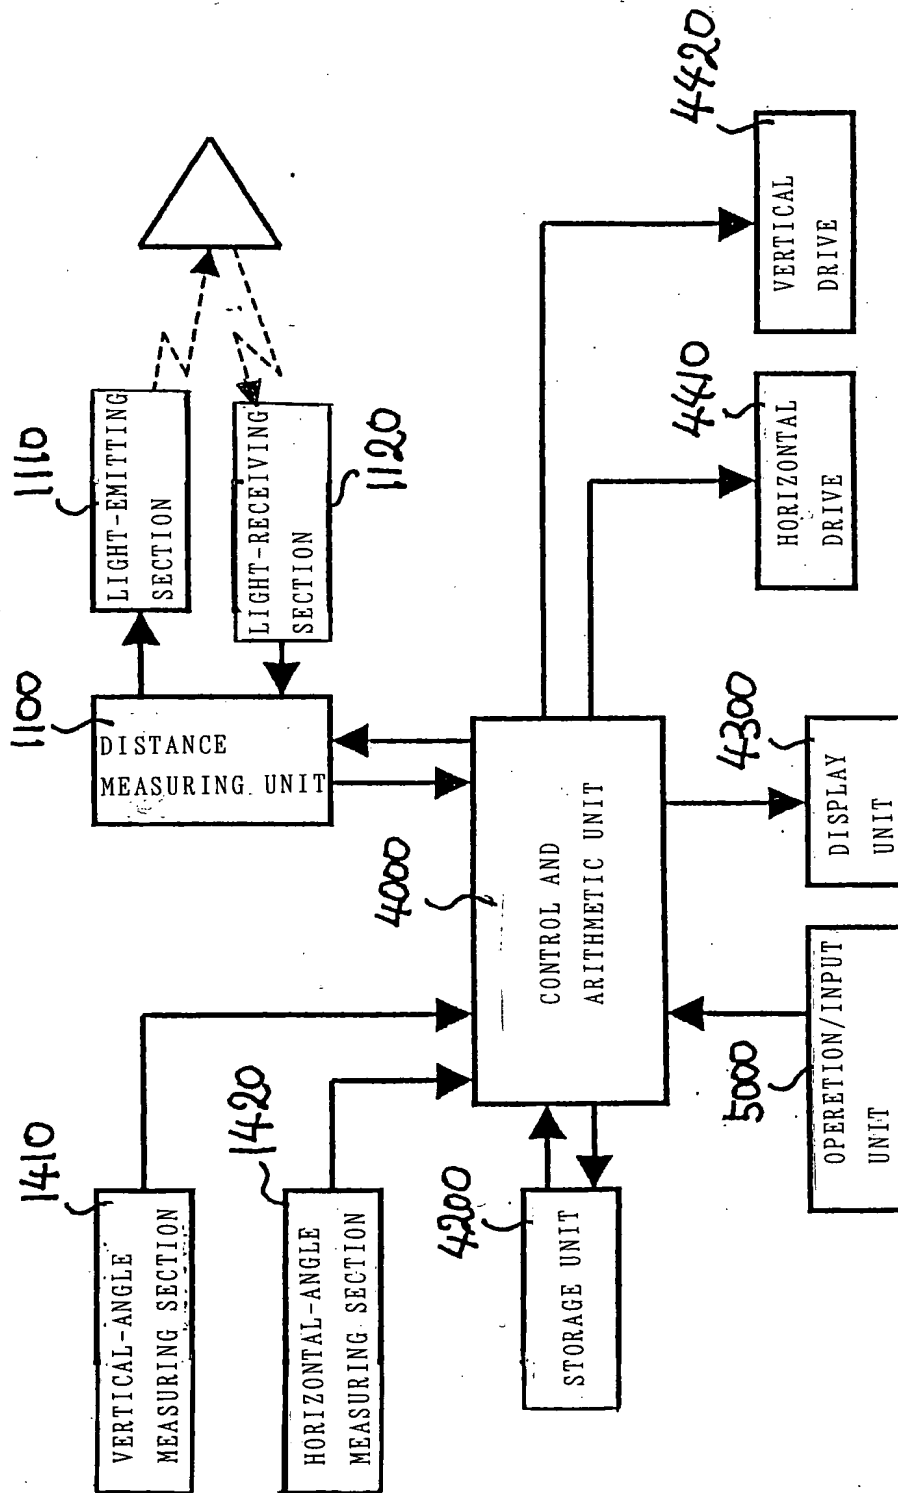 1410
VERTICAL-ANGLE
MEASURING SECTION
1420
HORIZONTAL-ANGLE
MEASURING SECTION
4200
STORAGE UNIT
1100
DISTANCE
MEASURING UNIT
1110
LIGHT-EMITTING
SECTION
LIGHT-RECEIVING
SECTION
1120
4000
CONTROL AND
ARITHMETIC UNIT
5000
OPERETION/INPUT
UNIT
4300
DISPLAY
UNIT
4410
HORIZONTAL
DRIVE
4420
VERTICAL
DRIVE